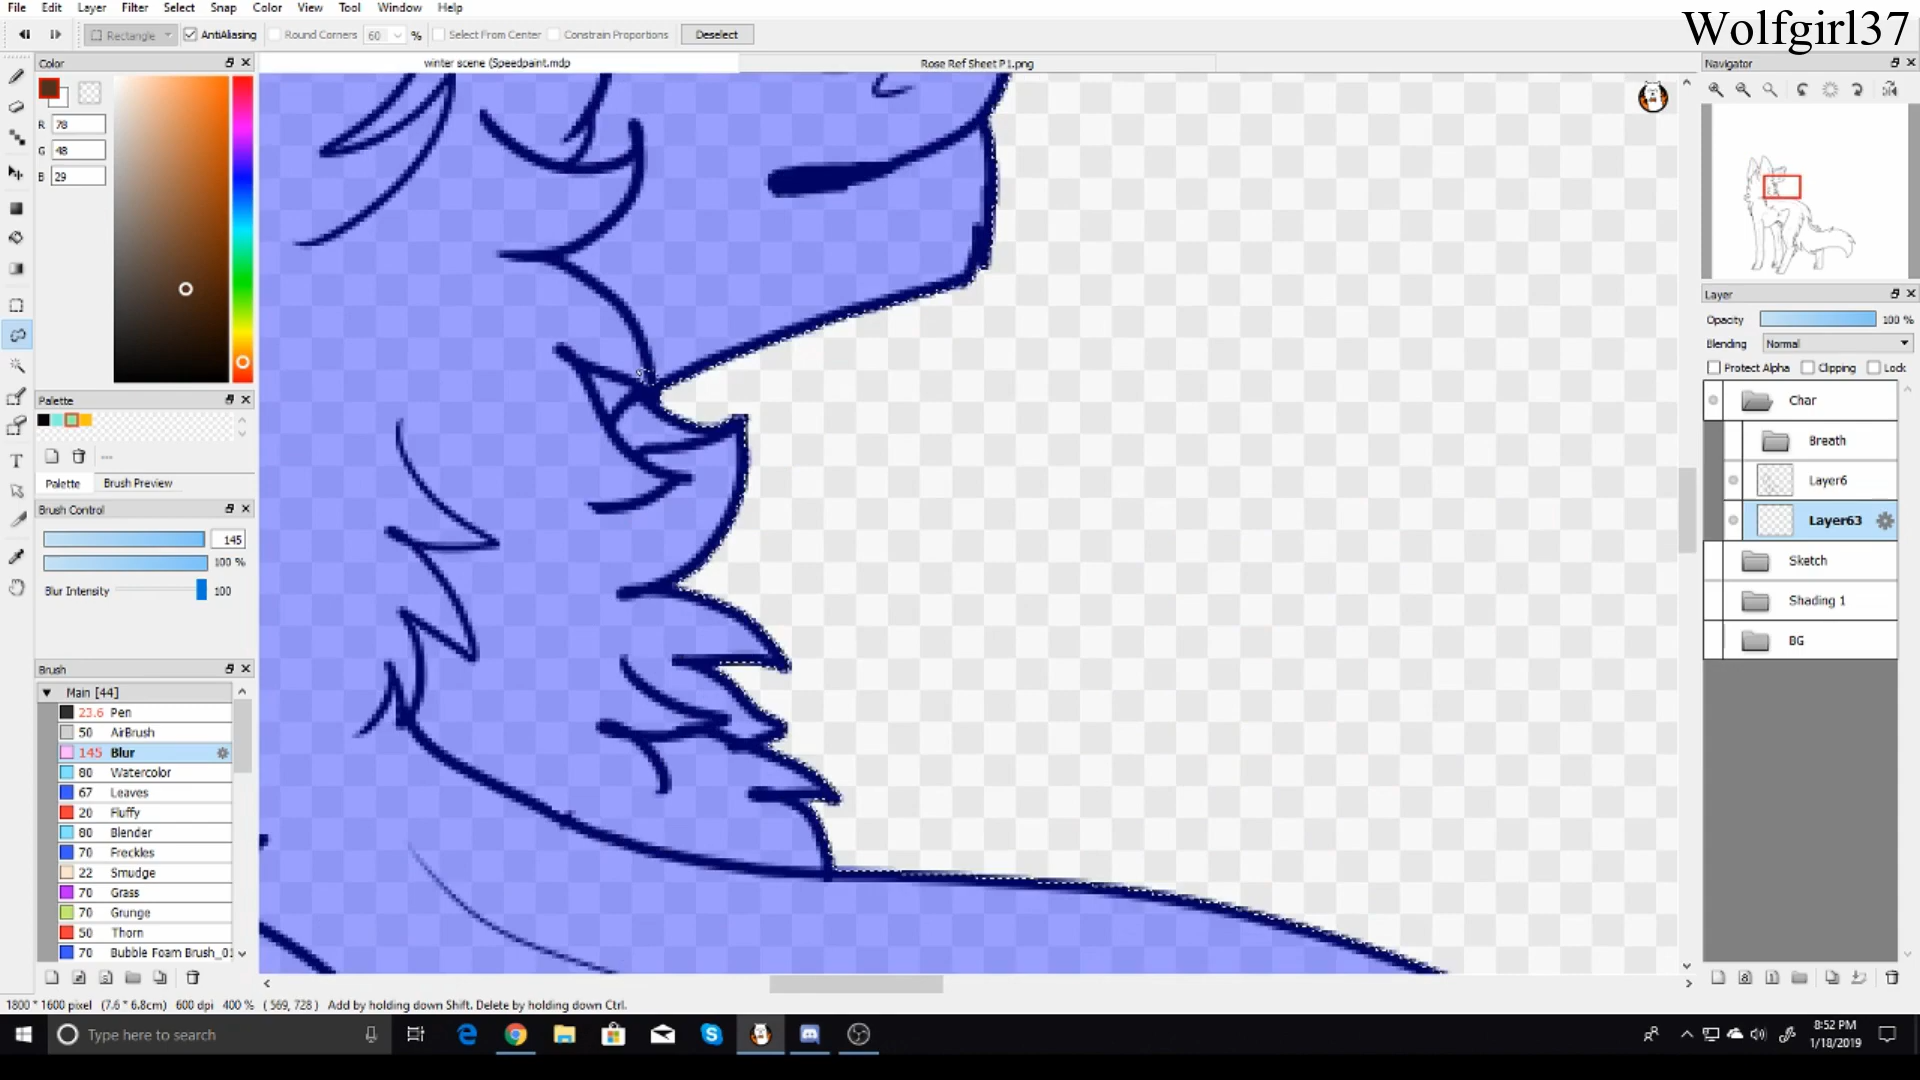 File Edit Layer Filter Select Snap Color View Tool Window Help
Wolfgirl37
Rectangle AntiAliasing Round Corners 60 % Select From Center Constrain Proportions Deselect
Color
winter scene (Speedpaint.mdp
Rose Ref Sheet P1.png
Navigator
R 78
G 48
B 29
Layer
Opacity 100 %
Blending Normal
Protect Alpha Clipping Lock
Char
Breath
Layer6
Layer63
Sketch
Shading 1
BG
Palette
---
Palette Brush Preview
Brush Control
145
100 %
Blur Intensity 100
Brush
Main [44]
23.6 Pen
50 AirBrush
145 Blur
80 Watercolor
67 Leaves
20 Fluffy
80 Blender
70 Freckles
22 Smudge
70 Grass
70 Grunge
50 Thorn
70 Bubble Foam Brush_01
1800 * 1600 pixel (7.6 * 6.8cm) 600 dpi 400 % ( 569, 728 ) Add by holding down Shift. Delete by holding down Ctrl.
Type here to search
8:52 PM
1/18/2019